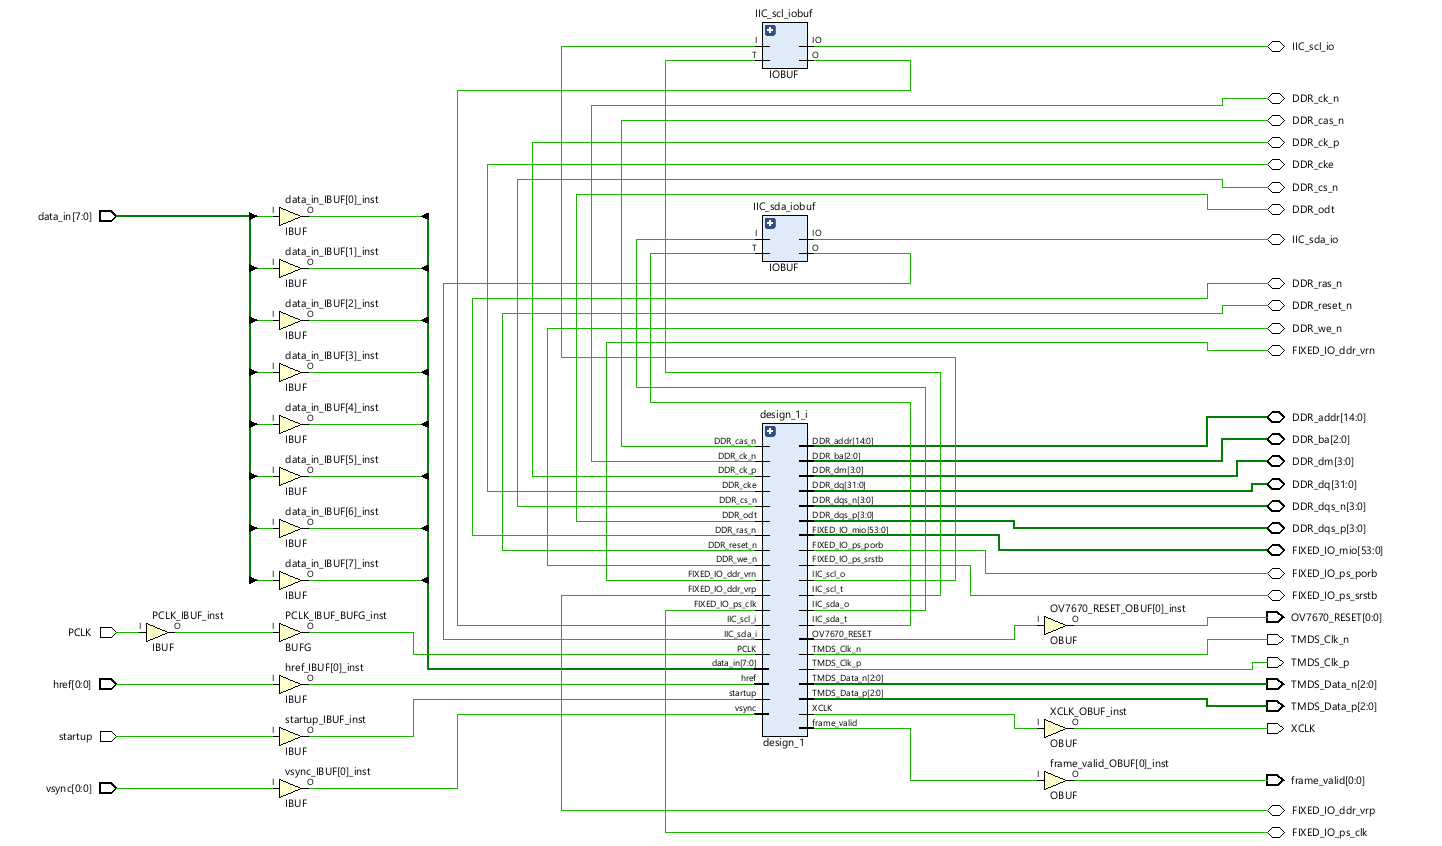 IIC_scl_iobuf
I
IO
T
O
IOBUF
IIC_scl_io
DDR_ck_n
DDR_cas_n
DDR_ck_p
DDR_cke
DDR_cs_n
DDR_odt
IIC_sda_iobuf
I
IO
T
O
IOBUF
IIC_sda_io
DDR_ras_n
DDR_reset_n
DDR_we_n
FIXED_IO_ddr_vrn
data_in[7:0]
data_in_IBUF[0]_inst
I
O
IBUF
data_in_IBUF[1]_inst
I
O
IBUF
data_in_IBUF[2]_inst
I
O
IBUF
data_in_IBUF[3]_inst
I
O
IBUF
data_in_IBUF[4]_inst
I
O
IBUF
data_in_IBUF[5]_inst
I
O
IBUF
data_in_IBUF[6]_inst
I
O
IBUF
data_in_IBUF[7]_inst
I
O
IBUF
PCLK
PCLK_IBUF_inst
I
O
IBUF
PCLK_IBUF_BUFG_inst
I
O
BUFG
href[0:0]
href_IBUF[0]_inst
I
O
IBUF
startup
startup_IBUF_inst
I
O
IBUF
vsync[0:0]
vsync_IBUF[0]_inst
I
O
IBUF
design_1_i
DDR_cas_n
DDR_ck_n
DDR_ck_p
DDR_cke
DDR_cs_n
DDR_odt
DDR_ras_n
DDR_reset_n
DDR_we_n
FIXED_IO_ddr_vrn
FIXED_IO_ddr_vrp
FIXED_IO_ps_clk
IIC_scl_i
IIC_sda_i
PCLK
data_in[7:0]
href
startup
vsync
DDR_addr[14:0]
DDR_ba[2:0]
DDR_dm[3:0]
DDR_dq[31:0]
DDR_dqs_n[3:0]
DDR_dqs_p[3:0]
FIXED_IO_mio[53:0]
FIXED_IO_ps_porb
FIXED_IO_ps_srstb
IIC_scl_o
IIC_scl_t
IIC_sda_o
IIC_sda_t
OV7670_RESET
TMDS_Clk_n
TMDS_Clk_p
TMDS_Data_n[2:0]
TMDS_Data_p[2:0]
XCLK
frame_valid
design_1
OV7670_RESET_OBUF[0]_inst
I
O
OBUF
XCLK_OBUF_inst
I
O
OBUF
frame_valid_OBUF[0]_inst
I
O
OBUF
DDR_addr[14:0]
DDR_ba[2:0]
DDR_dm[3:0]
DDR_dq[31:0]
DDR_dqs_n[3:0]
DDR_dqs_p[3:0]
FIXED_IO_mio[53:0]
FIXED_IO_ps_porb
FIXED_IO_ps_srstb
OV7670_RESET[0:0]
TMDS_Clk_n
TMDS_Clk_p
TMDS_Data_n[2:0]
TMDS_Data_p[2:0]
XCLK
frame_valid[0:0]
FIXED_IO_ddr_vrp
FIXED_IO_ps_clk